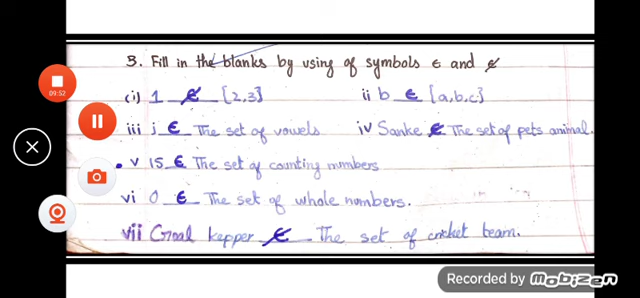 3. Fill in the blanks by using of symbols ∈ and ∉
(i) 1 ∉ {2,3} ii b ∈ {a,b,c}
iii j ∈ The set of vowels iv Sanke ∉ The set of pets animal.
v 15 ∈ The set of counting numbers
vi 0 ∈ The set of whole numbers.
vii Goal kepper ∉ The set of cricket team.
09:52
Recorded by mobizen